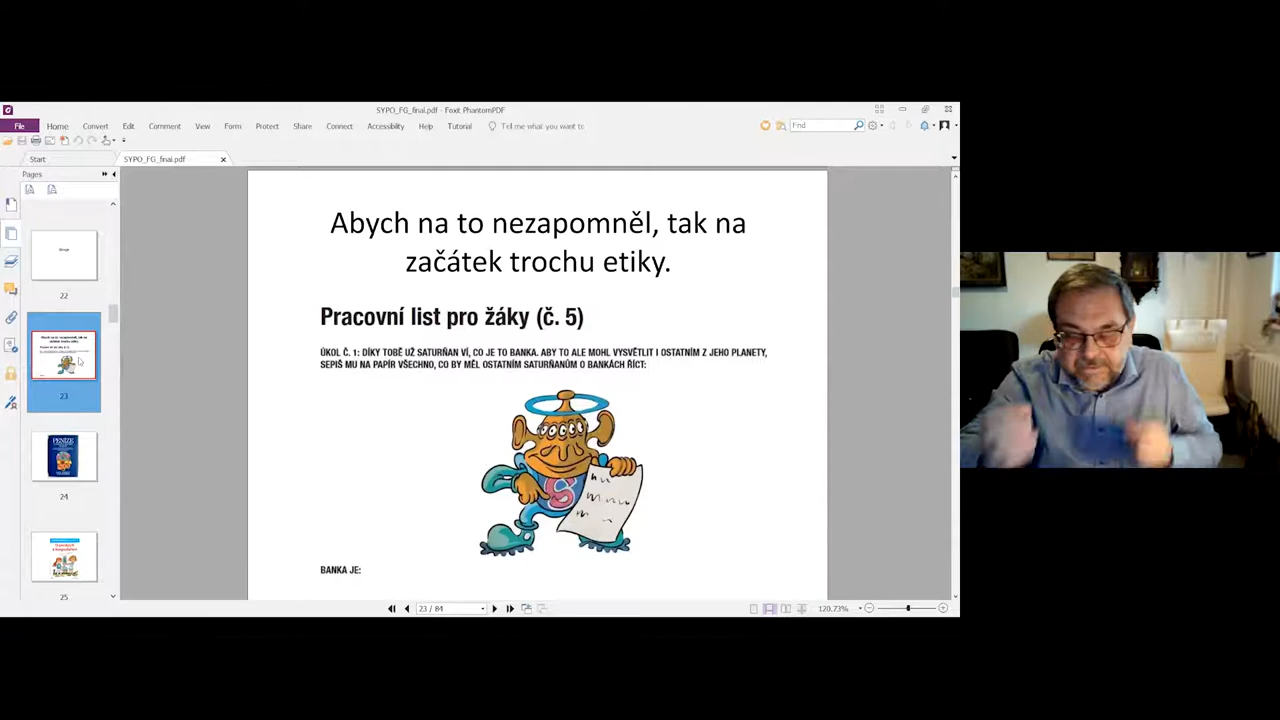 SYPO_FG_final.pdf - Foxit PhantomPDF
File Home Convert Edit Comment View Form Protect Share Connect Accessibility Help Tutorial Tell me what you want to Find
Start SYPO_FG_final.pdf
Pages
22
23
24
25
PENÍZE
Abych na to nezapomněl, tak na
začátek trochu etiky.
Pracovní list pro žáky (č. 5)
ÚKOL Č. 1: DÍKY TOBĚ UŽ SATURŇAN VÍ, CO JE TO BANKA. ABY TO ALE MOHL VYSVĚTLIT I OSTATNÍM Z JEHO PLANETY,
SEPIŠ MU NA PAPÍR VŠECHNO, CO BY MĚL OSTATNÍM SATURŇANŮM O BANKÁCH ŘÍCT:
S
BANKA JE:
23 / 84
120.73%